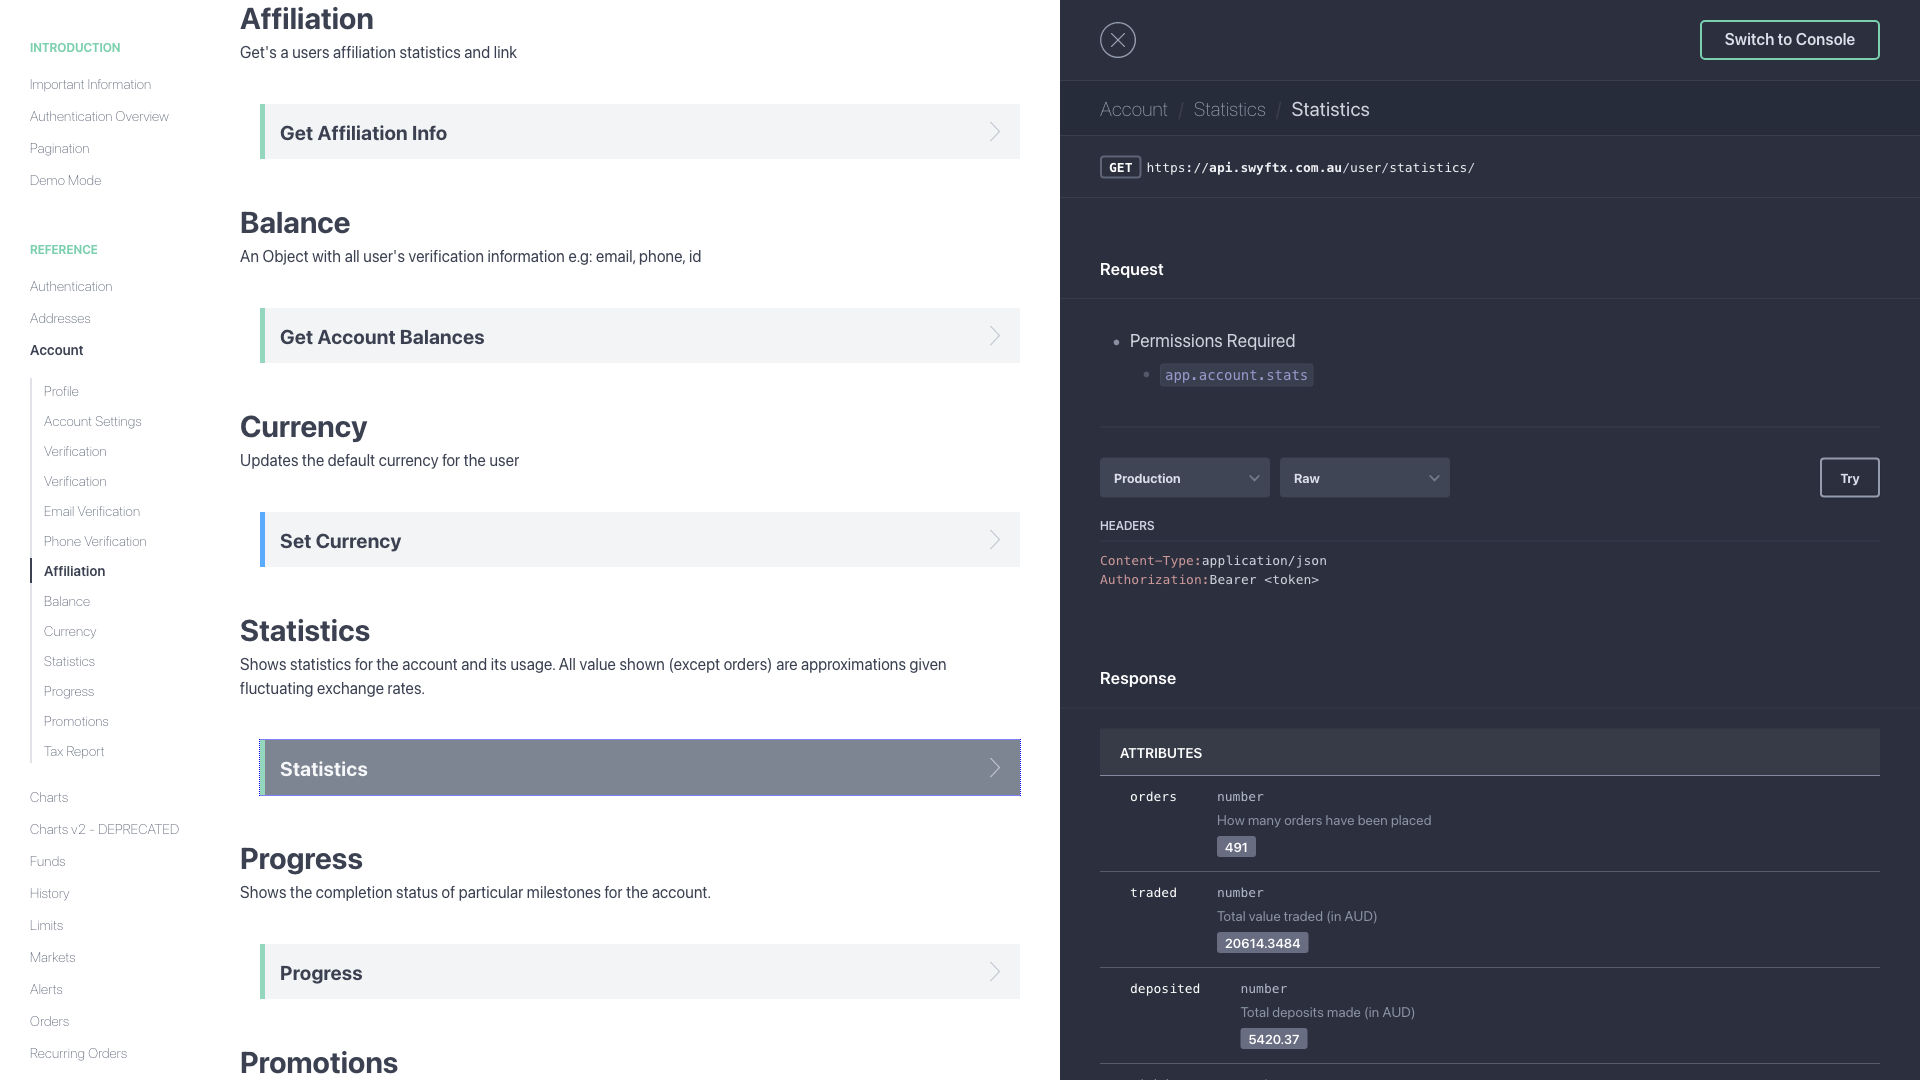 INTRODUCTION
Important Information
Authentication Overview
Pagination
Demo Mode
REFERENCE
Authentication
Addresses
Account
Profile
Account Settings
Verification
Verification
Email Verification
Phone Verification
Affiliation
Balance
Currency
Statistics
Progress
Promotions
Tax Report
Charts
Charts v2 - DEPRECATED
Funds
History
Limits
Markets
Alerts
Orders
Recurring Orders
Affiliation
Get's a users affiliation statistics and link
Get Affiliation Info
Balance
An Object with all user's verification information e.g: email, phone, id
Get Account Balances
Currency
Updates the default currency for the user
Set Currency
Statistics
Shows statistics for the account and its usage. All value shown (except orders) are approximations given
fluctuating exchange rates.
Statistics
Progress
Shows the completion status of particular milestones for the account.
Progress
Promotions
Switch to Console
Account / Statistics / Statistics
GET https://api.swyftx.com.au/user/statistics/
Request
Permissions Required
app.account.stats
Production Raw Try
HEADERS
Content-Type:application/json
Authorization:Bearer <token>
Response
ATTRIBUTES
orders number
How many orders have been placed
491
traded number
Total value traded (in AUD)
20614.3484
deposited number
Total deposits made (in AUD)
5420.37